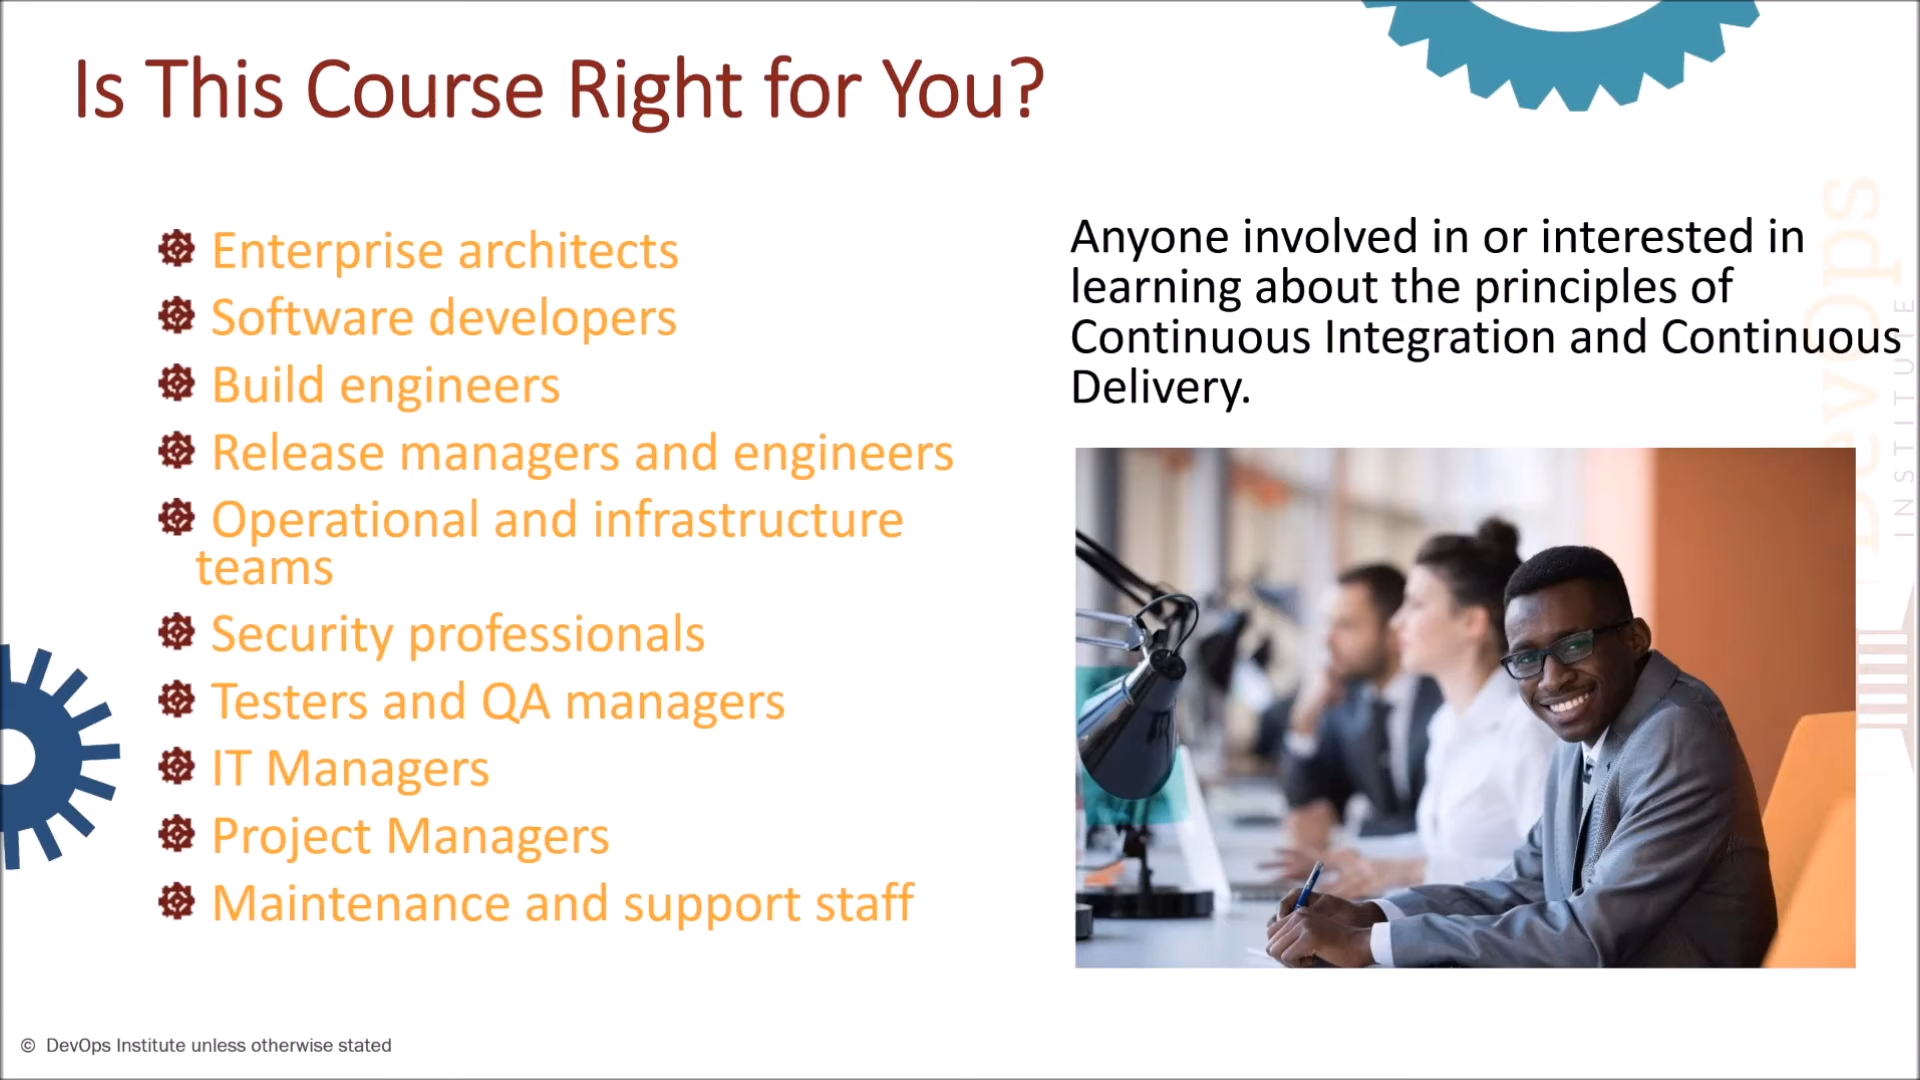 Is This Course Right for You?
Enterprise architects
Software developers
Build engineers
Release managers and engineers
Operational and infrastructure
teams
Security professionals
Testers and QA managers
IT Managers
Project Managers
Maintenance and support staff
Anyone involved in or interested in
learning about the principles of
Continuous Integration and Continuous
Delivery.
DevOps
INSTITUTE
© DevOps Institute unless otherwise stated